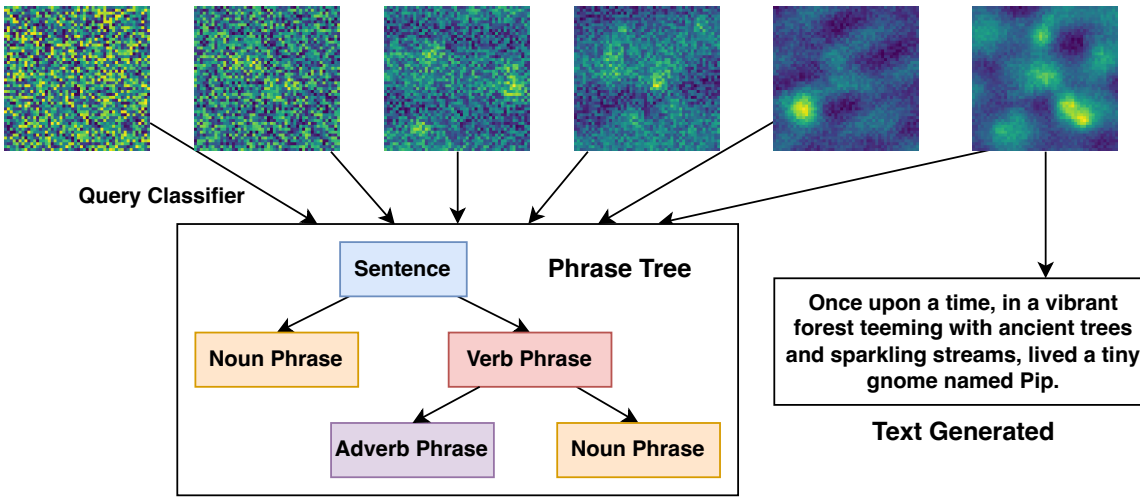 Query Classifier
Sentence
Phrase Tree
Noun Phrase
Verb Phrase
Adverb Phrase
Noun Phrase
Once upon a time, in a vibrant
forest teeming with ancient trees
and sparkling streams, lived a tiny
gnome named Pip.
Text Generated